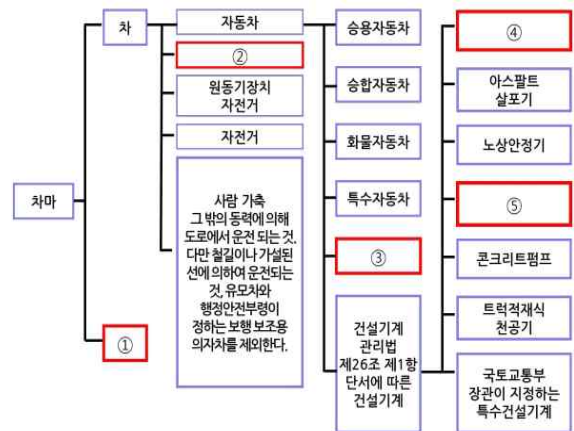 차마
차
①
자동차
②
원동기장치
자전거
자전거
사람 가축
그 밖의 동력에 의해
도로에서 운전 되는 것.
다만 철길이나 가설된
선에 의하여 운전되는
것, 유모차와
행정안전부령이
정하는 보행 보조용
의자차를 제외한다.
승용자동차
승합자동차
화물자동차
특수자동차
③
건설기계
관리법
제26조 제1항
단서에 따른
건설기계
④
아스팔트
살포기
노상안정기
⑤
콘크리트펌프
트럭적재식
천공기
국토교통부
장관이 지정하는
특수건설기계